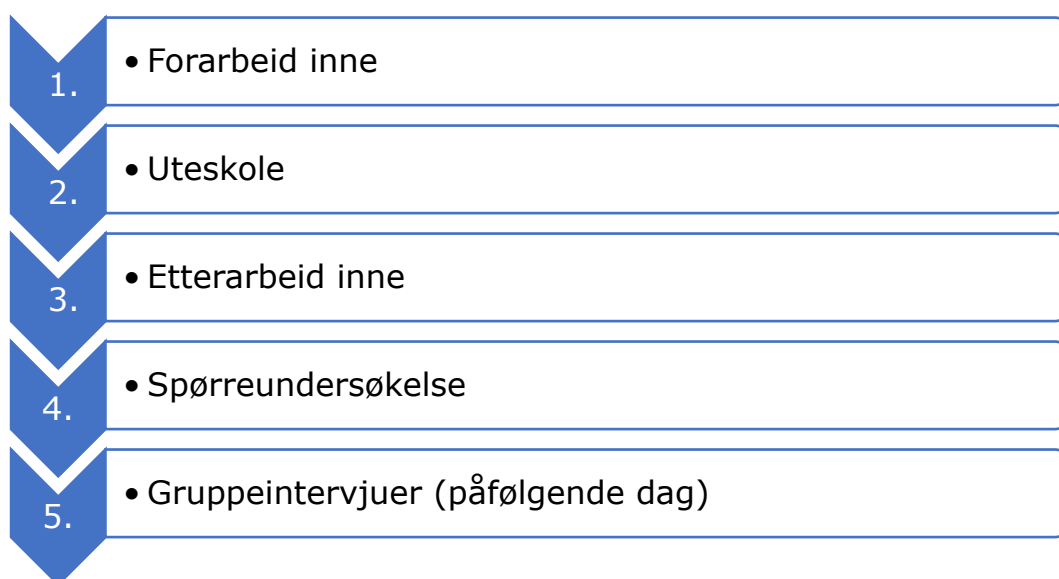 1. • Forarbeid inne
2. • Uteskole
3. • Etterarbeid inne
4. • Spørreundersøkelse
5. • Gruppeintervjuer (påfølgende dag)